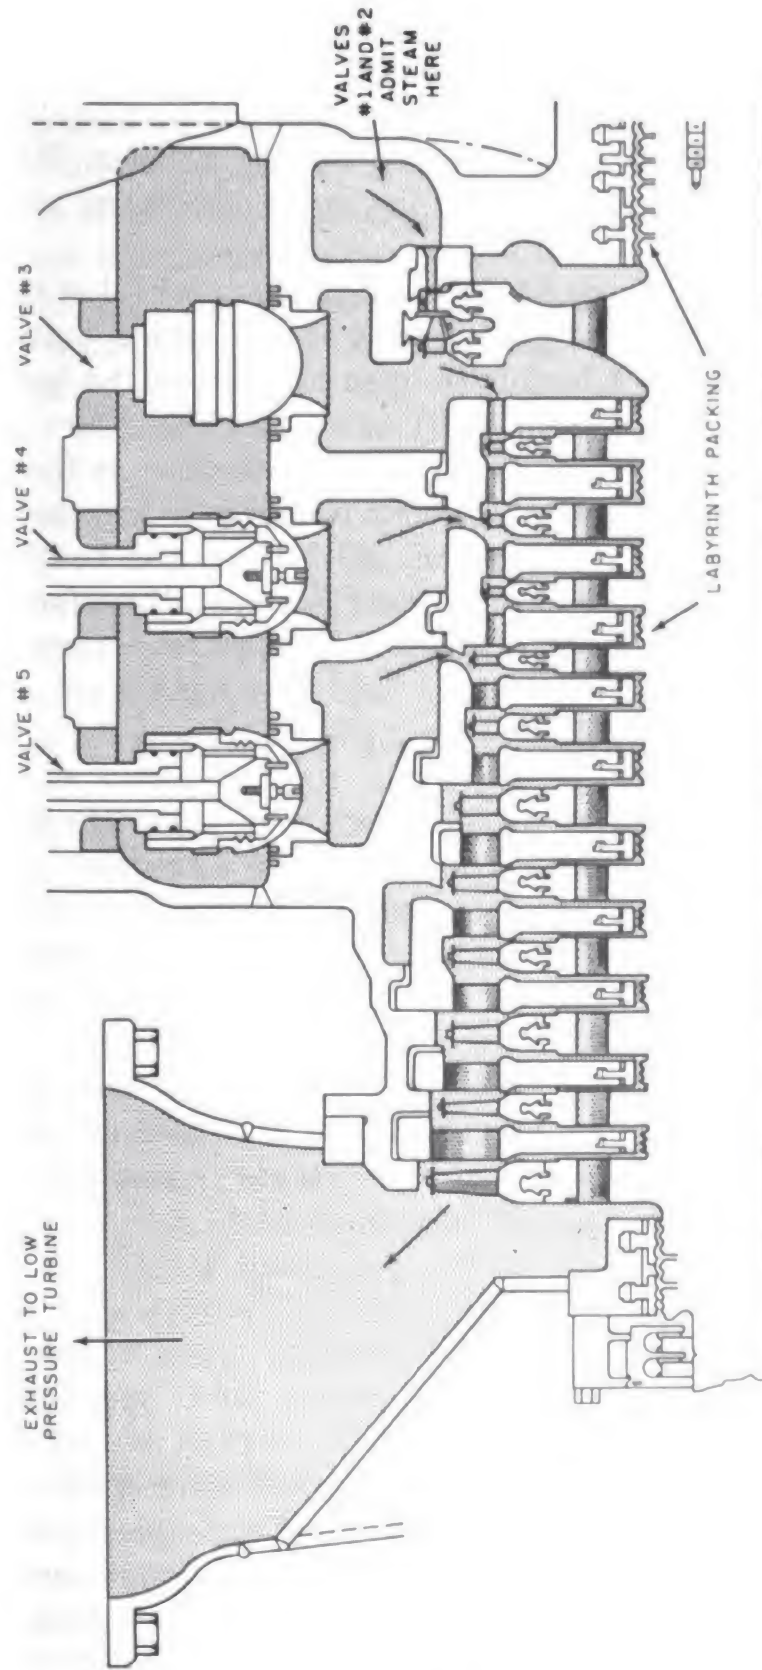 EXHAUST TO LOW
PRESSURE TURBINE
VALVE #5
VALVE #4
VALVE #3
VALVES
#1 AND #2
ADMIT
STEAM
HERE
LABYRINTH PACKING